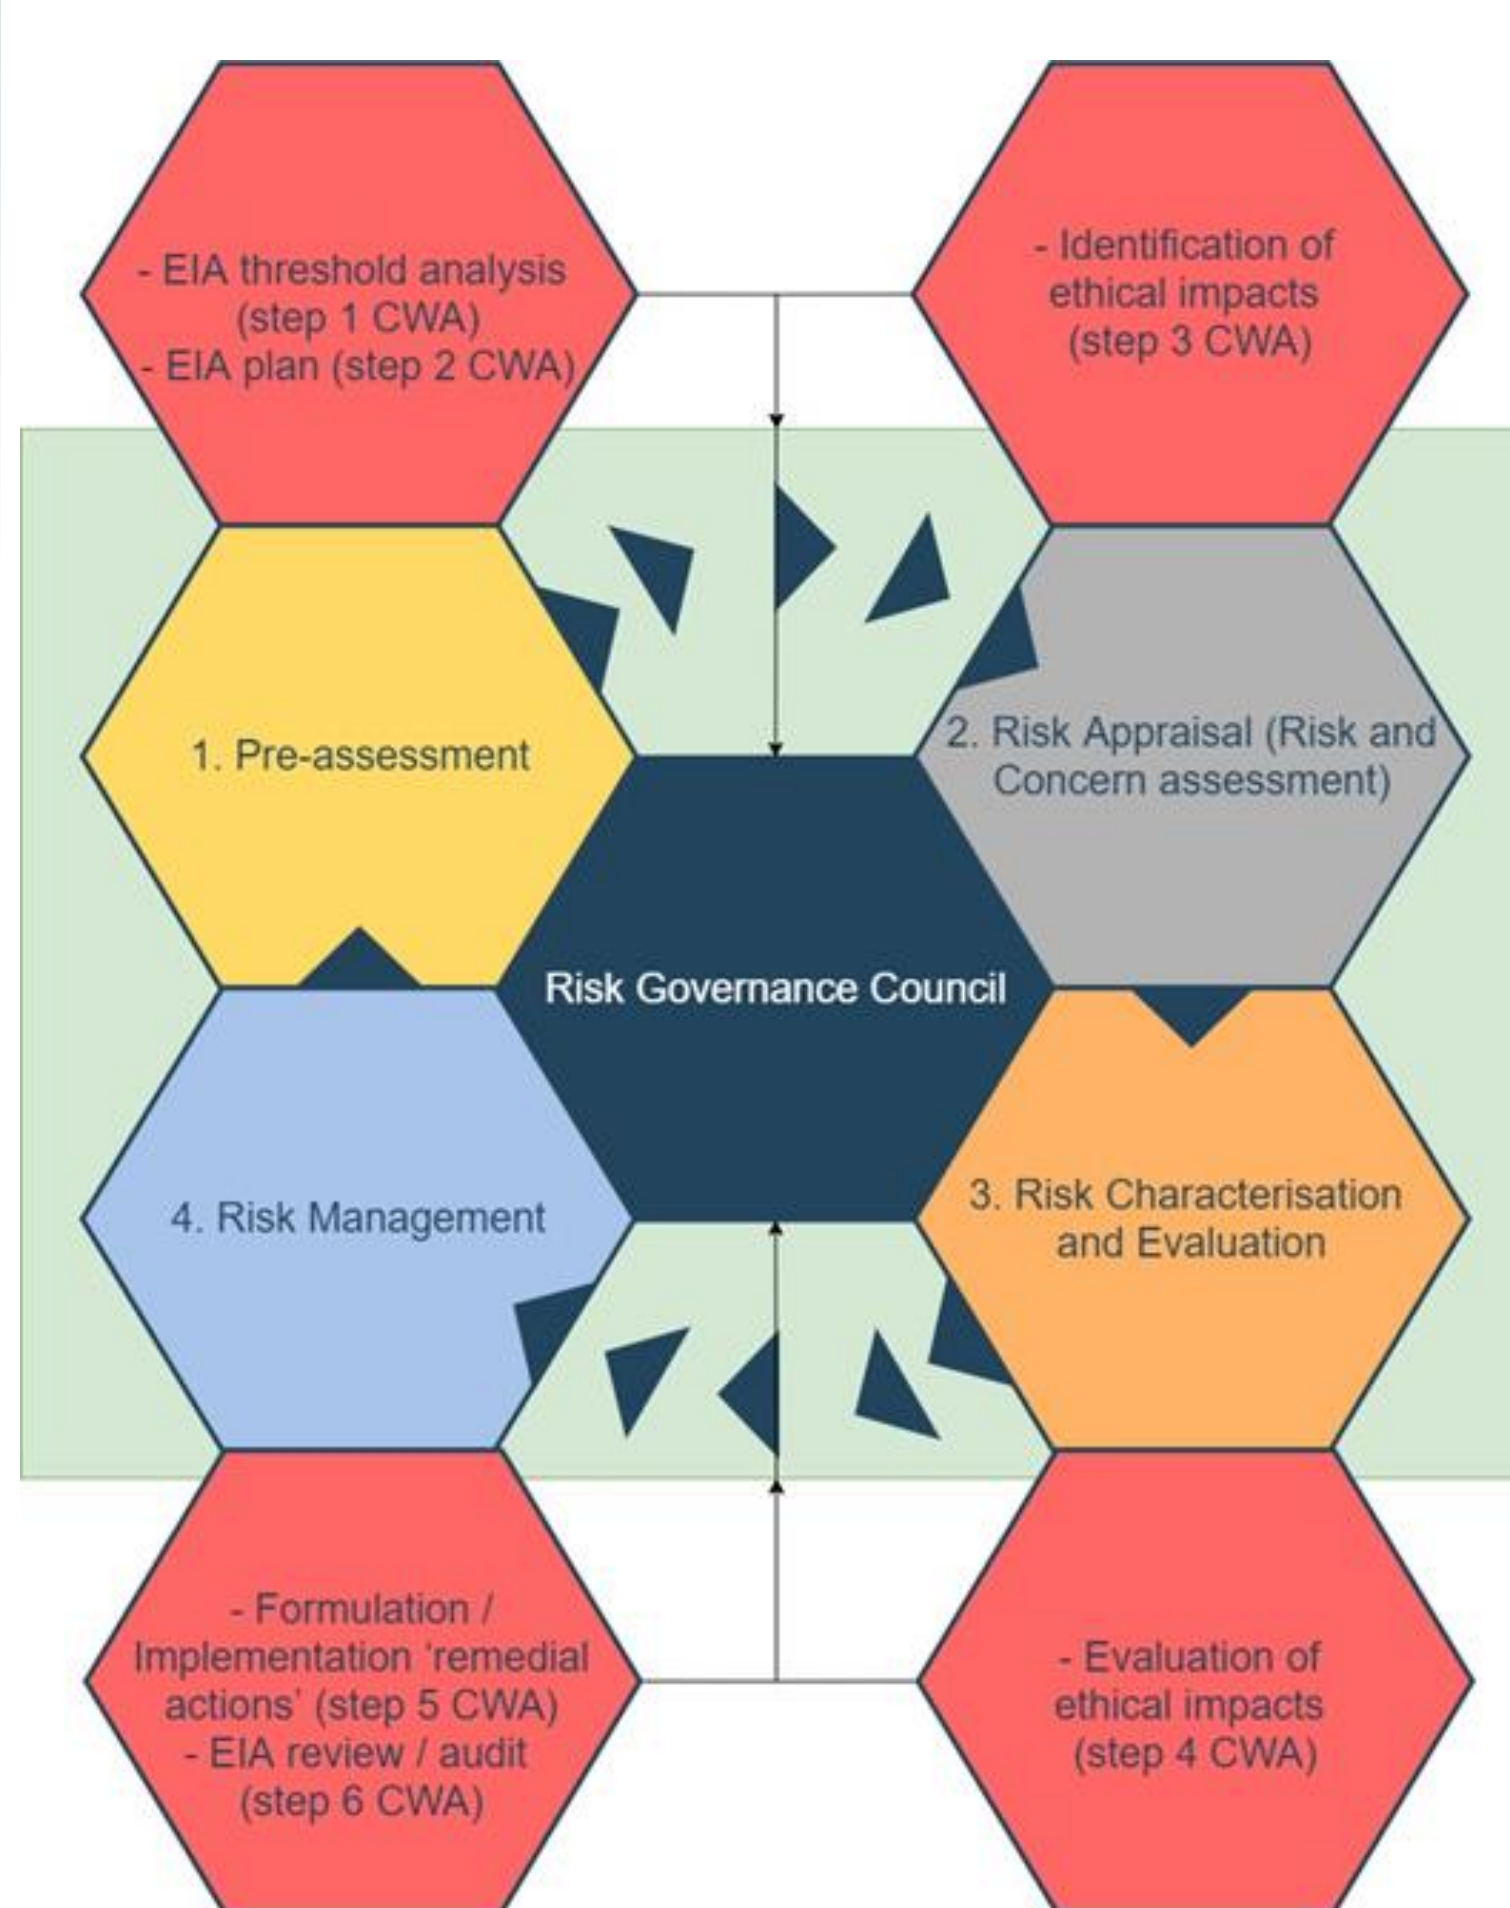 - EIA threshold analysis
(step 1 CWA)
- EIA plan (step 2 CWA)
- Identification of
ethical impacts
(step 3 CWA)
1. Pre-assessment
2. Risk Appraisal (Risk and
Concern assessment)
Risk Governance Council
4. Risk Management
3. Risk Characterisation
and Evaluation
- Formulation /
Implementation ‘remedial
actions’ (step 5 CWA)
- EIA review / audit
(step 6 CWA)
- Evaluation of
ethical impacts
(step 4 CWA)